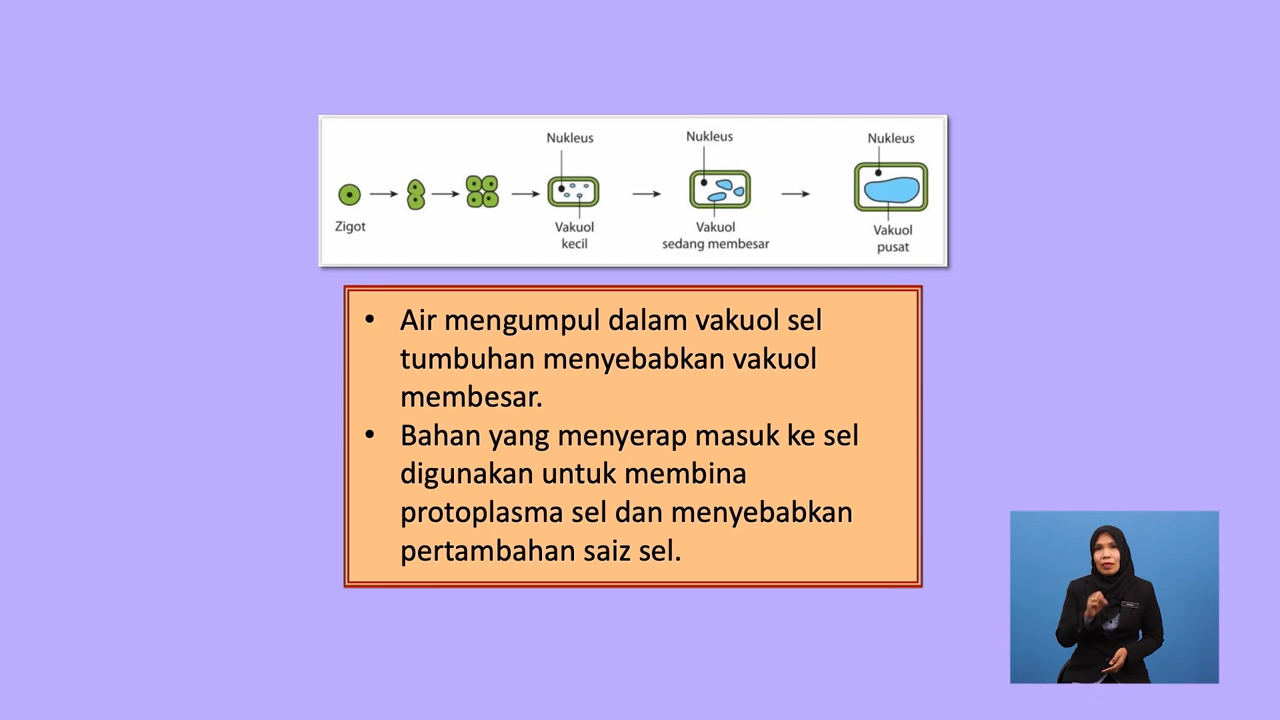 Nukleus
Nukleus
Nukleus
Zigot
Vakuol
kecil
Vakuol
sedang membesar
Vakuol
pusat
• Air mengumpul dalam vakuol sel
tumbuhan menyebabkan vakuol
membesar.
• Bahan yang menyerap masuk ke sel
digunakan untuk membina
protoplasma sel dan menyebabkan
pertambahan saiz sel.